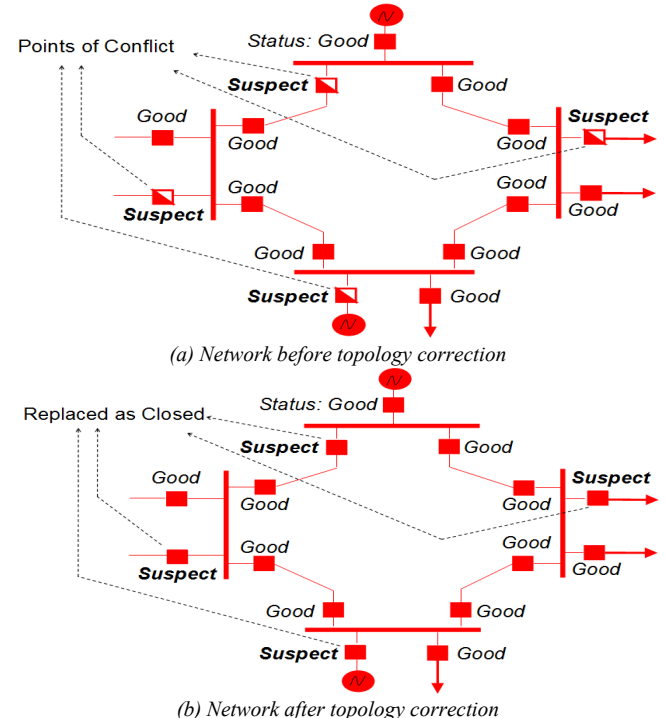 Status: Good
Points of Conflict
Suspect
Good
Good
Suspect
Good
Good
Good
Good
Suspect
Good
Good
Good
Good
Suspect
Good
(a) Network before topology correction
Status: Good
Replaced as Closed
Suspect
Good
Good
Suspect
Good
Good
Good
Good
Suspect
Good
Good
Good
Suspect
Good
(b) Network after topology correction